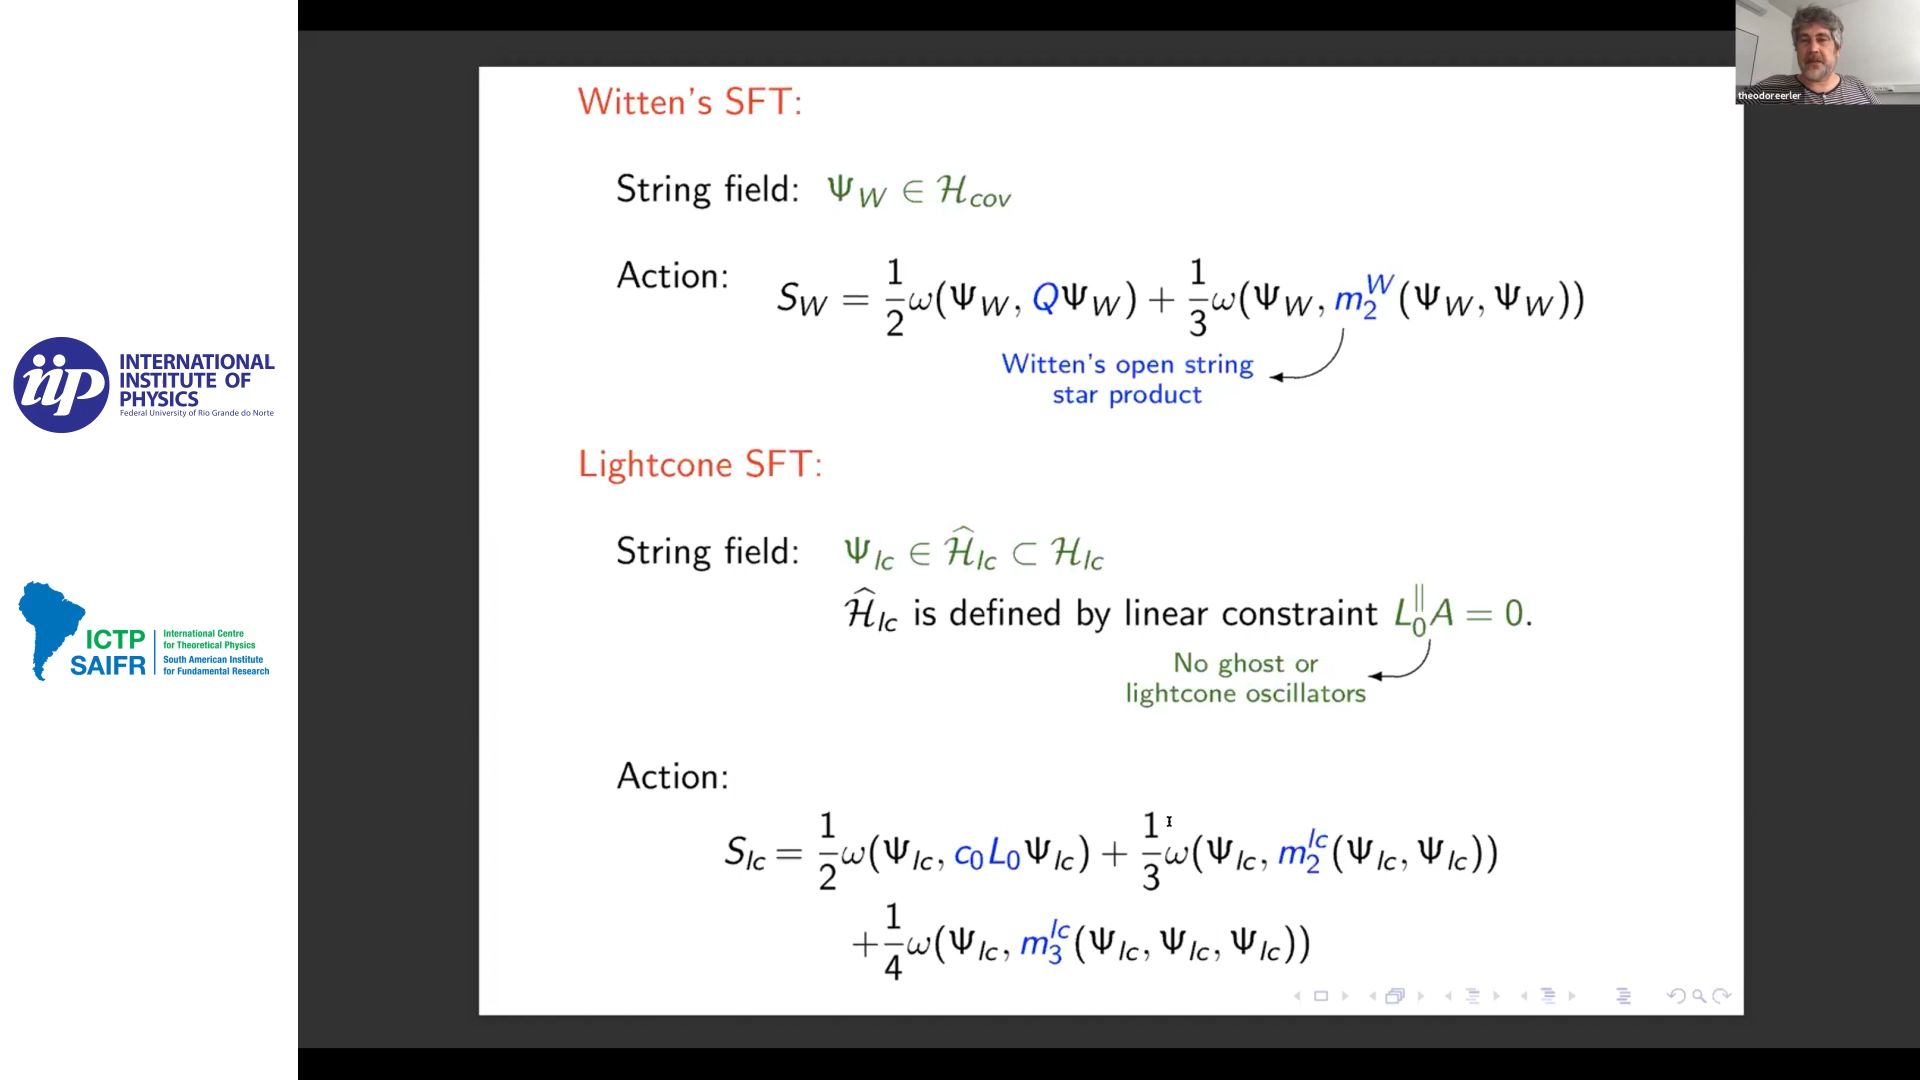 theodoreerler
Witten's SFT:
String field: Ψ_W ∈ ℋ_cov
Action: S_W = 1/2 ω(Ψ_W, QΨ_W) + 1/3 ω(Ψ_W, m_2^W(Ψ_W, Ψ_W))
Witten's open string
star product
Lightcone SFT:
String field: Ψ_lc ∈ ℋ̂_lc ⊂ ℋ_lc
ℋ̂_lc is defined by linear constraint L_0^∥ A = 0.
No ghost or
lightcone oscillators
Action:
S_lc = 1/2 ω(Ψ_lc, c_0 L_0 Ψ_lc) + 1/3 ω(Ψ_lc, m_2^lc(Ψ_lc, Ψ_lc))
+ 1/4 ω(Ψ_lc, m_3^lc(Ψ_lc, Ψ_lc, Ψ_lc))
iip
INTERNATIONAL
INSTITUTE OF
PHYSICS
Federal University of Rio Grande do Norte
ICTP
SAIFR
International Centre
for Theoretical Physics
South American Institute
for Fundamental Research